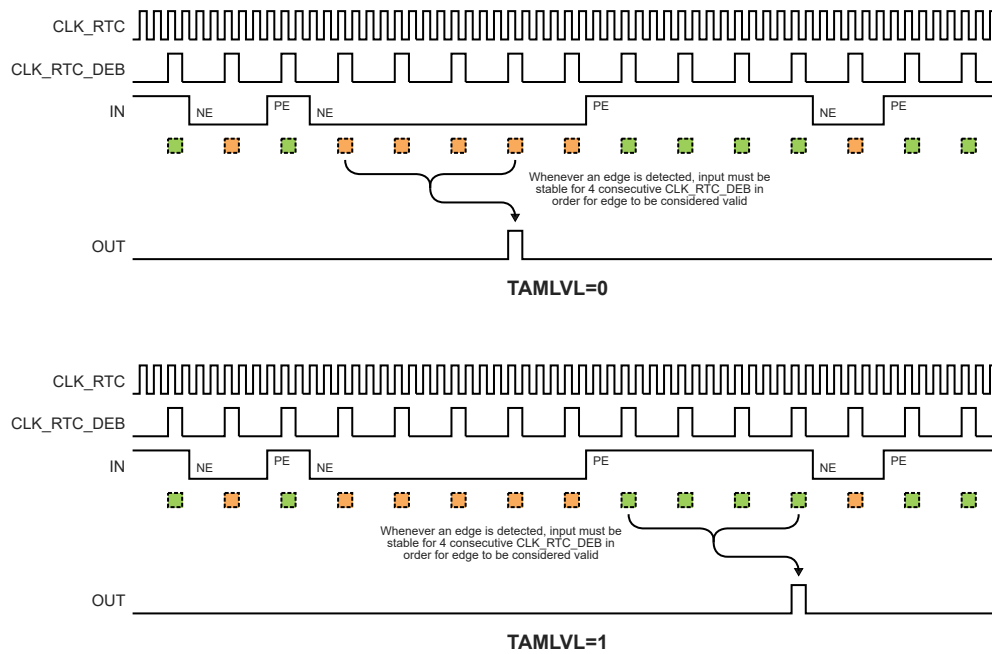 CLK_RTC
CLK_RTC_DEB
IN
NE
PE
NE
PE
NE
PE
Whenever an edge is detected, input must be
stable for 4 consecutive CLK_RTC_DEB in
order for edge to be considered valid
OUT
TAMLVL=0
CLK_RTC
CLK_RTC_DEB
IN
NE
PE
NE
PE
NE
PE
Whenever an edge is detected, input must be
stable for 4 consecutive CLK_RTC_DEB in
order for edge to be considered valid
OUT
TAMLVL=1